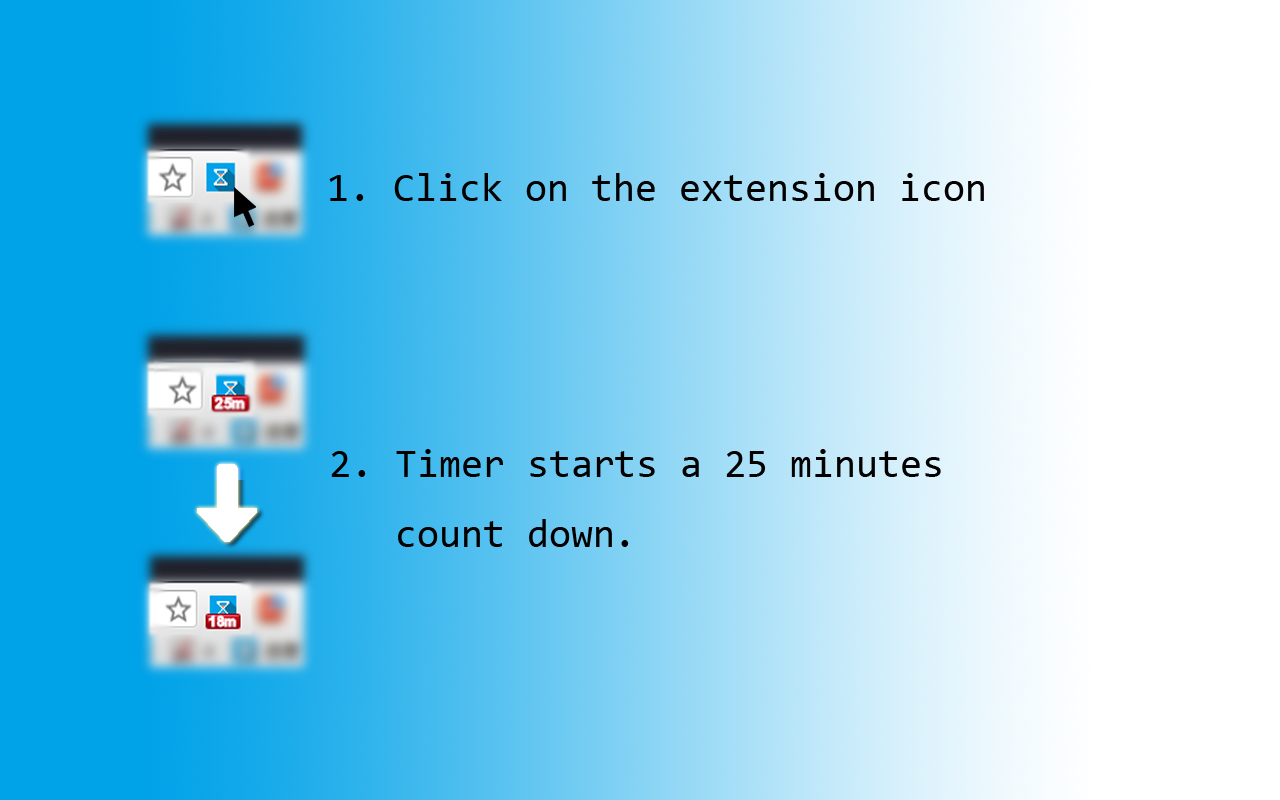 1. Click on the extension icon
25m
2. Timer starts a 25 minutes
count down.
18m